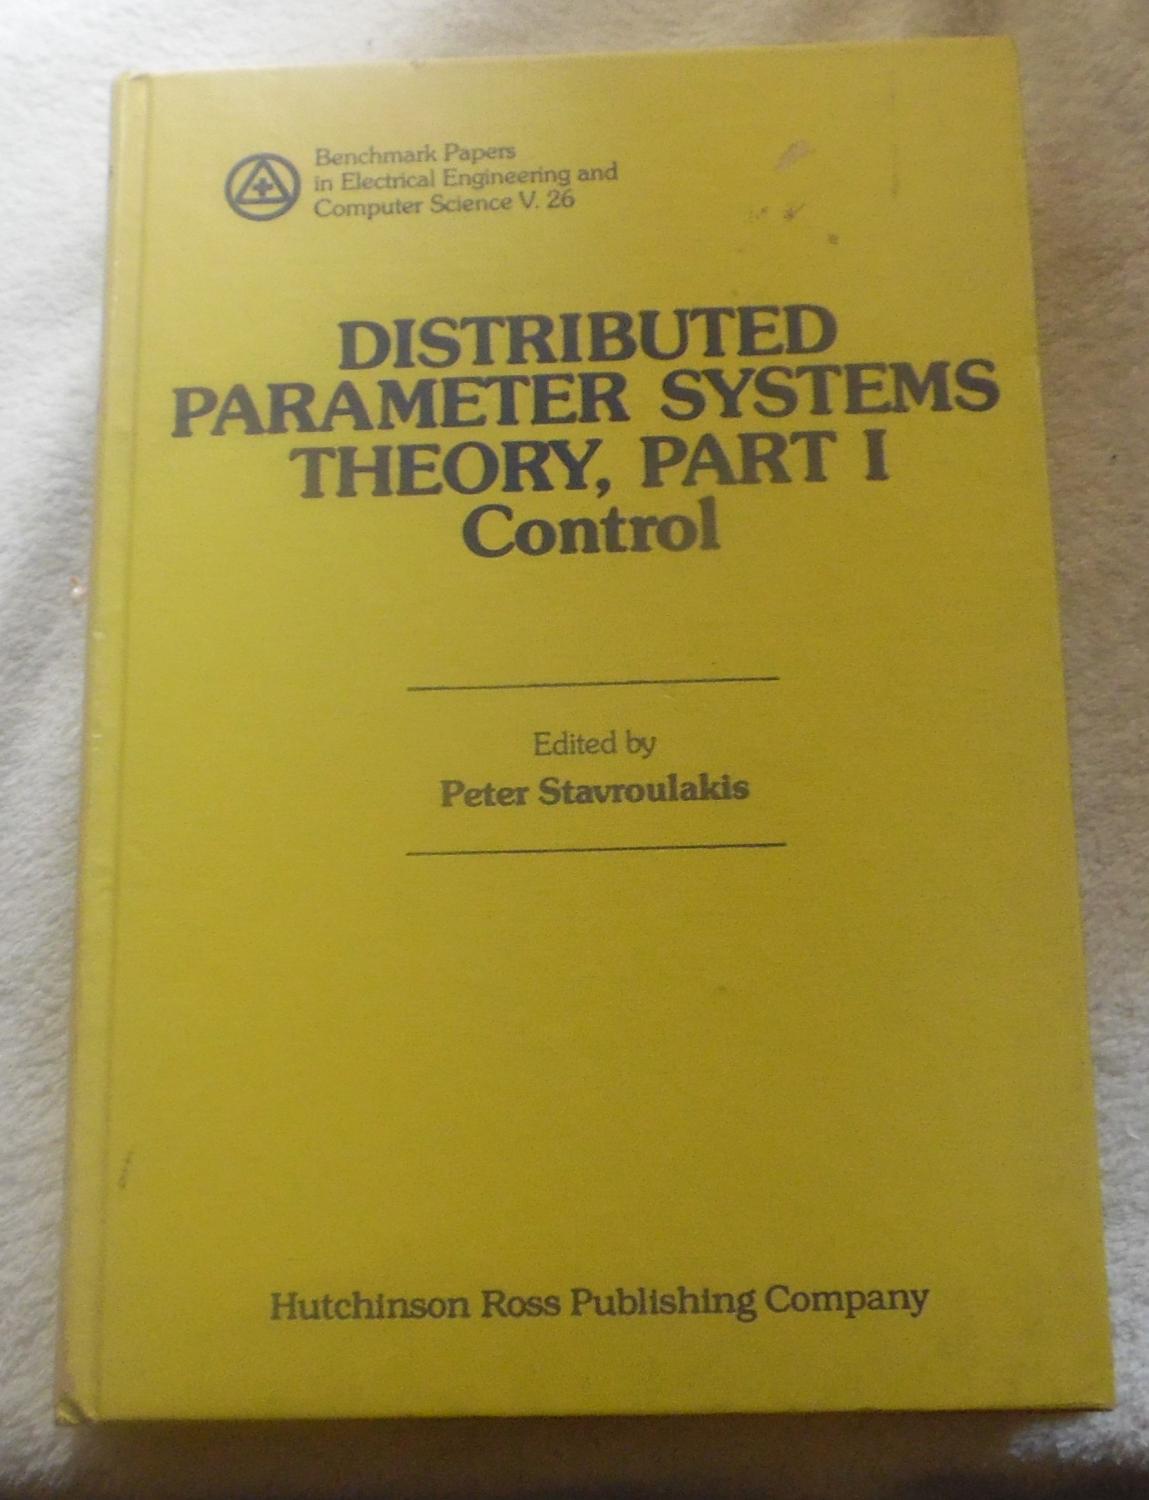 Benchmark Papers
in Electrical Engineering and
Computer Science V. 26
DISTRIBUTED
PARAMETER SYSTEMS
THEORY, PART I
Control
Edited by
Peter Stavroulakis
Hutchinson Ross Publishing Company